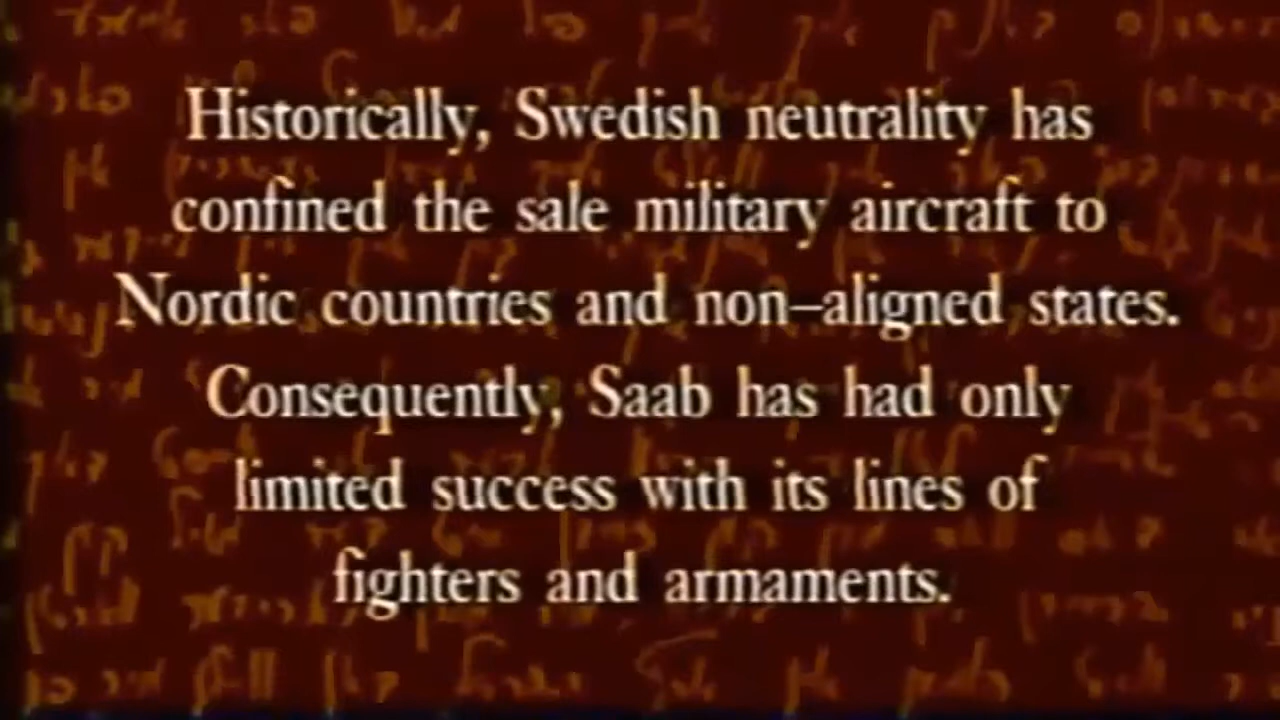 Historically, Swedish neutrality has
confined the sale military aircraft to
Nordic countries and non–aligned states.
Consequently, Saab has had only
limited success with its lines of
fighters and armaments.